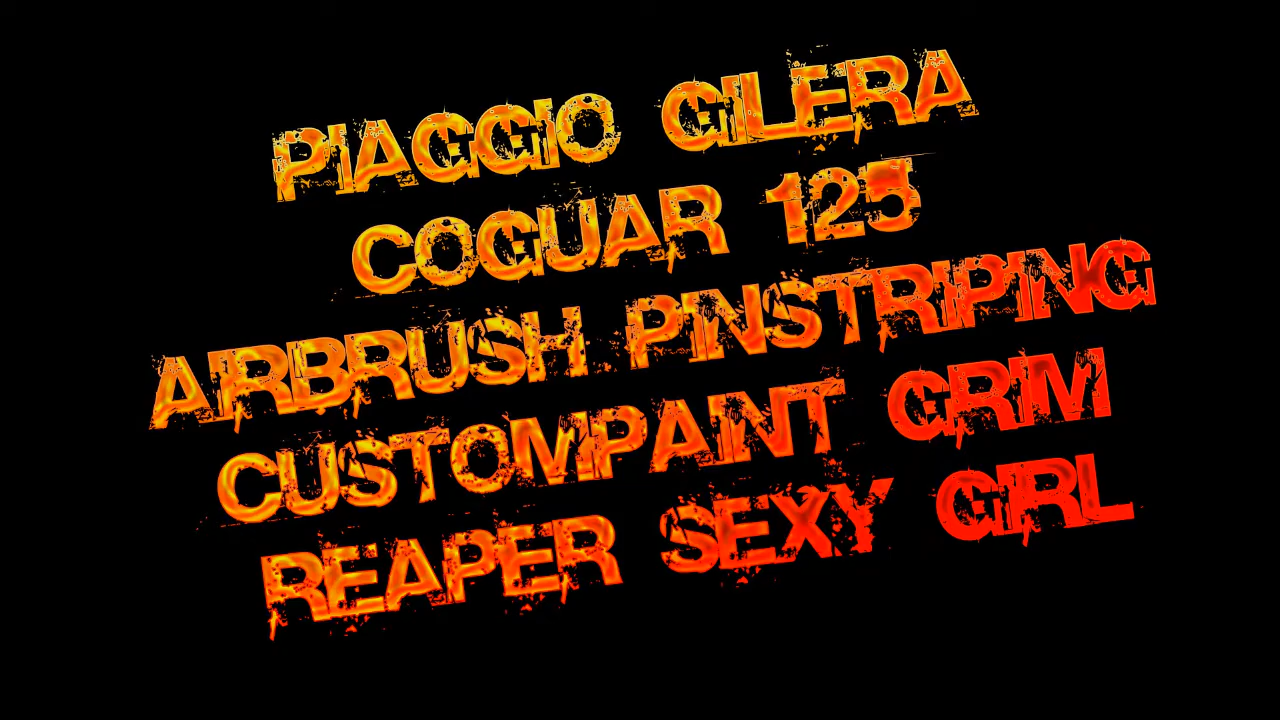 PIAGGIO GILERA
COGUAR 125
AIRBRUSH PINSTRIPING
CUSTOMPAINT GRIM
REAPER SEXY GIRL